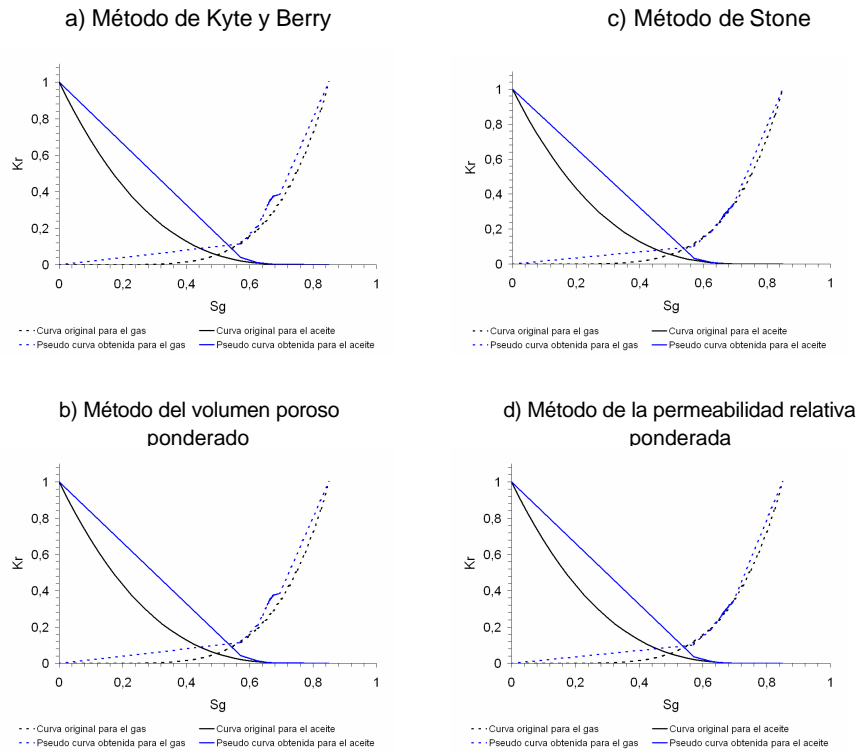 a) Método de Kyte y Berry
Kr
1
0,8
0,6
0,4
0,2
0
0 0,2 0,4 0,6 0,8 1
Sg
Curva original para el gas Curva original para el aceite
Pseudo curva obtenida para el gas Pseudo curva obtenida para el aceite
c) Método de Stone
Kr
1
0,8
0,6
0,4
0,2
0
0 0,2 0,4 0,6 0,8 1
Sg
Curva original para el gas Curva original para el aceite
Pseudo curva obtenida para el gas Pseudo curva obtenida para el aceite
b) Método del volumen poroso
ponderado
Kr
1
0,8
0,6
0,4
0,2
0
0 0,2 0,4 0,6 0,8 1
Sg
Curva original para el gas Curva original para el aceite
Pseudo curva obtenida para el gas Pseudo curva obtenida para el aceite
d) Método de la permeabilidad relativa
ponderada
Kr
1
0,8
0,6
0,4
0,2
0
0 0,2 0,4 0,6 0,8 1
Sg
Curva original para el gas Curva original para el aceite
Pseudo curva obtenida para el gas Pseudo curva obtenida para el aceite